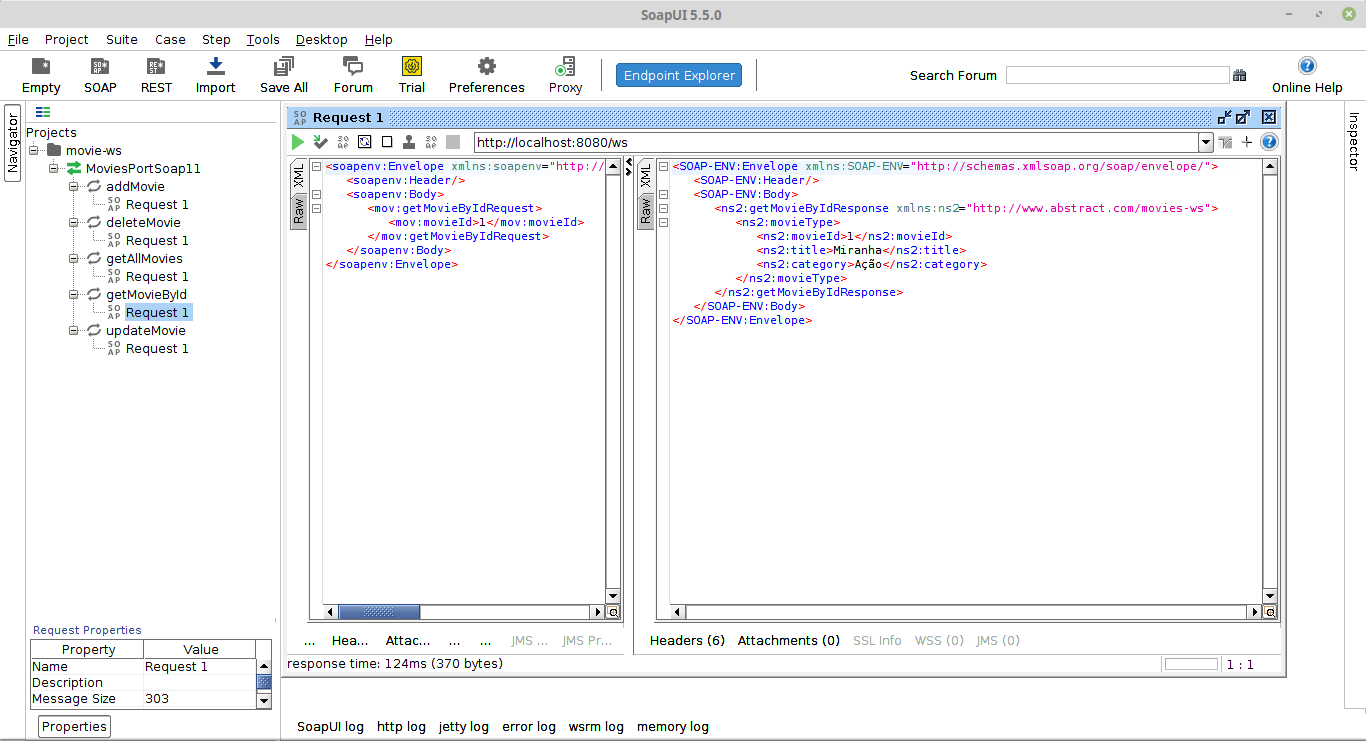 SoapUI 5.5.0
File Project Suite Case Step Tools Desktop Help
Empty SOAP REST Import Save All Forum Trial Preferences Proxy Endpoint Explorer Search Forum Online Help
Navigator
Projects
movie-ws
MoviesPortSoap11
addMovie
SOAP Request 1
deleteMovie
SOAP Request 1
getAllMovies
SOAP Request 1
getMovieById
SOAP Request 1
updateMovie
SOAP Request 1
Request Properties
Property Value
Name Request 1
Description
Message Size 303
Properties
SOAP Request 1
http://localhost:8080/ws
XML
Raw
<soapenv:Envelope xmlns:soapenv="http://
<soapenv:Header/>
<soapenv:Body>
<mov:getMovieByIdRequest>
<mov:movieId>1</mov:movieId>
</mov:getMovieByIdRequest>
</soapenv:Body>
</soapenv:Envelope>
... Hea... Attac... ... ... JMS ... JMS Pr...
XML
Raw
<SOAP-ENV:Envelope xmlns:SOAP-ENV="http://schemas.xmlsoap.org/soap/envelope/">
<SOAP-ENV:Header/>
<SOAP-ENV:Body>
<ns2:getMovieByIdResponse xmlns:ns2="http://www.abstract.com/movies-ws">
<ns2:movieType>
<ns2:movieId>1</ns2:movieId>
<ns2:title>Miranha</ns2:title>
<ns2:category>Ação</ns2:category>
</ns2:movieType>
</ns2:getMovieByIdResponse>
</SOAP-ENV:Body>
</SOAP-ENV:Envelope>
Headers (6) Attachments (0) SSL Info WSS (0) JMS (0)
response time: 124ms (370 bytes)
1 : 1
Inspector
SoapUI log http log jetty log error log wsrm log memory log